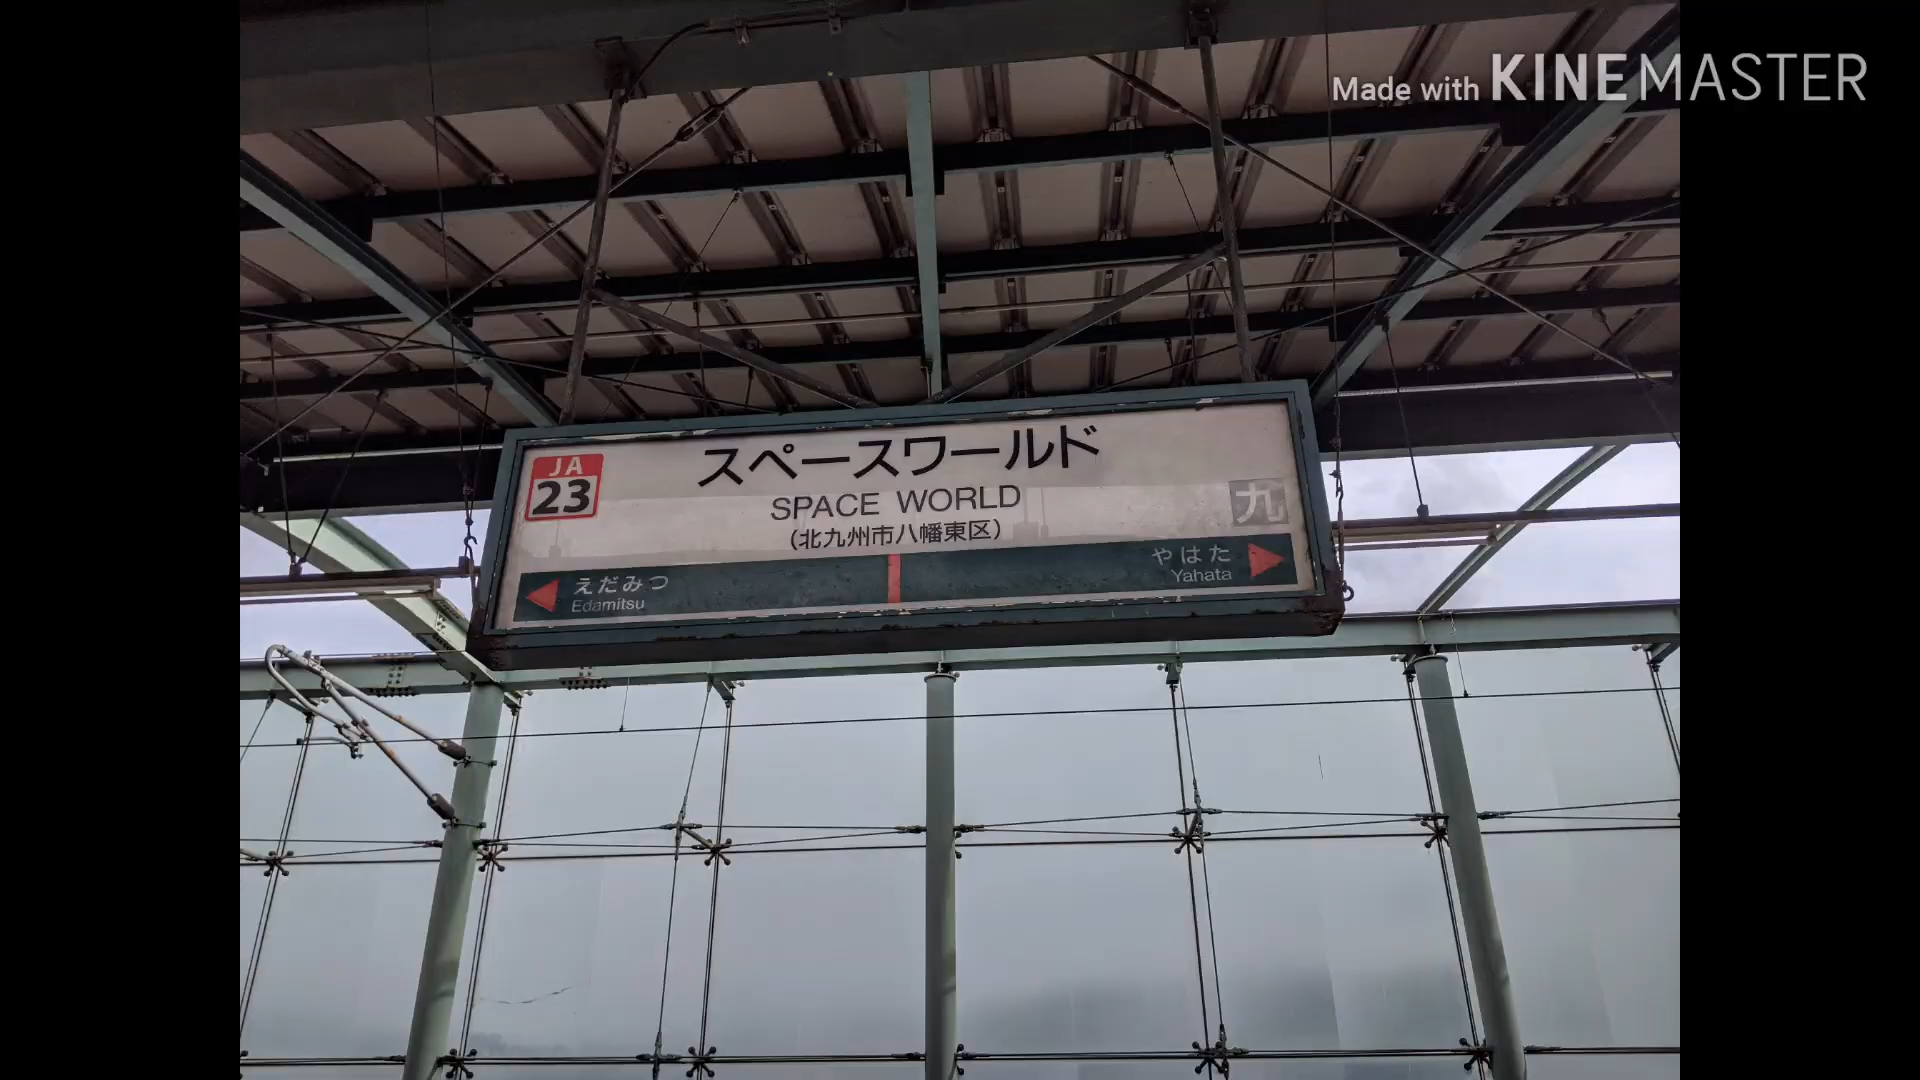 Made with KINEMASTER
JA
23
スペースワールド
SPACE WORLD
(北九州市八幡東区)
九
えだみつ
Edamitsu
やはた
Yahata